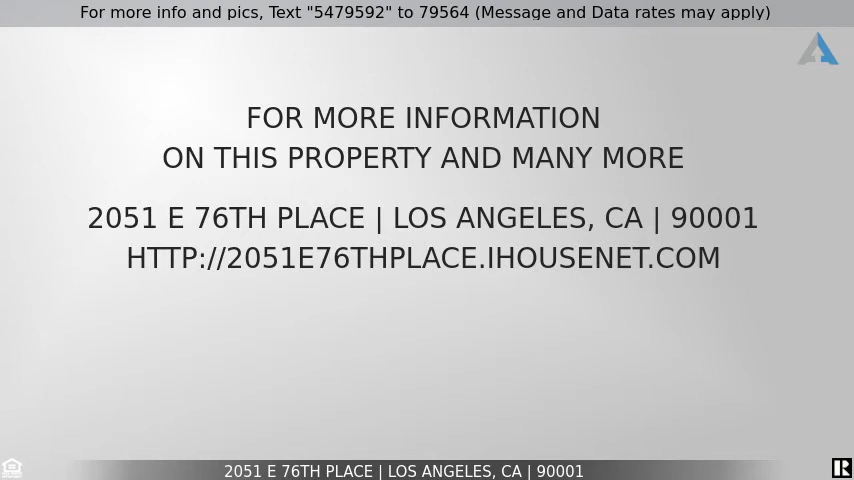 For more info and pics, Text "5479592" to 79564 (Message and Data rates may apply)
FOR MORE INFORMATION
ON THIS PROPERTY AND MANY MORE
2051 E 76TH PLACE | LOS ANGELES, CA | 90001
HTTP://2051E76THPLACE.IHOUSENET.COM
2051 E 76TH PLACE | LOS ANGELES, CA | 90001